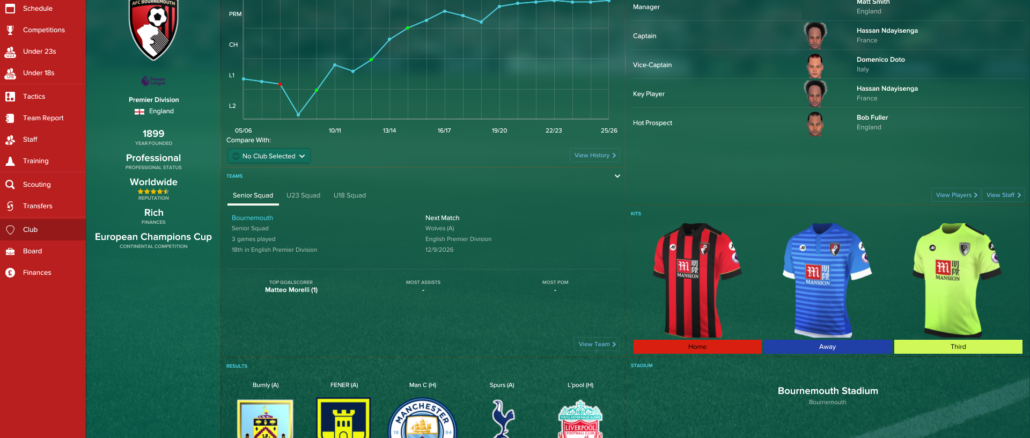 Schedule
Competitions
Under 23s
Under 18s
Tactics
Team Report
Staff
Training
Scouting
Transfers
Club
Board
Finances
AFC BOURNEMOUTH
Premier Division
England
1899
YEAR FOUNDED
Professional
PROFESSIONAL STATUS
Worldwide
REPUTATION
Rich
FINANCES
European Champions Cup
CONTINENTAL COMPETITION
PRM
CH
L1
L2
05/06 10/11 13/14 16/17 19/20 22/23 25/26
Compare With:
No Club Selected
View History
TEAMS
Senior Squad U23 Squad U18 Squad
Bournemouth Next Match
Senior Squad Wolves (A)
3 games played English Premier Division
18th in English Premier Division 12/9/2026
TOP GOALSCORER MOST ASSISTS MOST POM
Matteo Morelli (1) - -
View Team
RESULTS
Burnly (A) FENER (A) Man C (H) Spurs (A) L'pool (H)
MANCHESTER
LIVERPOOL
Manager Matt Smith
England
Captain Hassan Ndayisenga
France
Vice-Captain Domenico Doto
Italy
Key Player Hassan Ndayisenga
France
Hot Prospect Bob Fuller
England
View Players View Staff
KITS
MANSION MANSION MANSION
Home Away Third
STADIUM
Bournemouth Stadium
Bournemouth